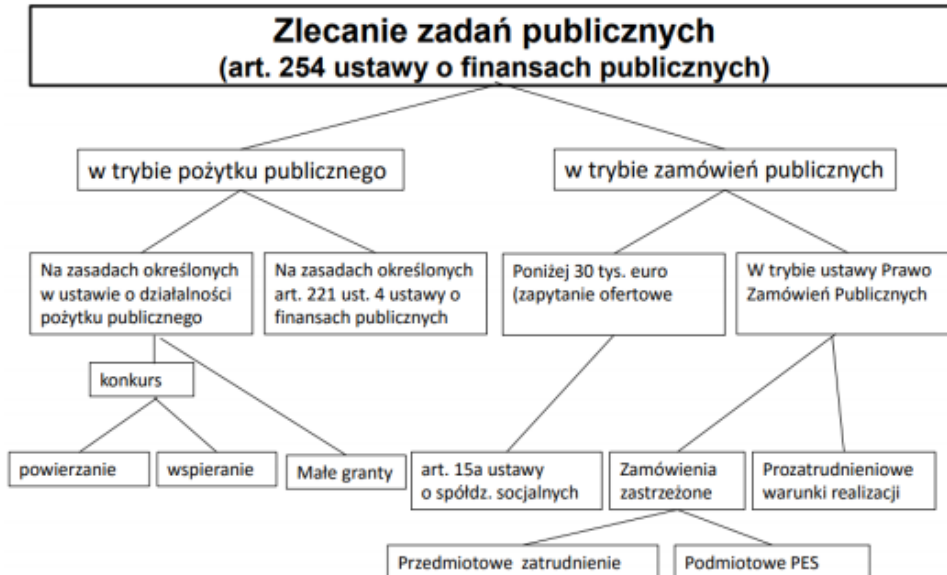 Zlecanie zadań publicznych
(art. 254 ustawy o finansach publicznych)
w trybie pożytku publicznego
w trybie zamówień publicznych
Na zasadach określonych
w ustawie o działalności
pożytku publicznego
Na zasadach określonych
art. 221 ust. 4 ustawy o
finansach publicznych
Poniżej 30 tys. euro
(zapytanie ofertowe
W trybie ustawy Prawo
Zamówień Publicznych
konkurs
powierzanie
wspieranie
Małe granty
art. 15a ustawy
o spółdz. socjalnych
Zamówienia
zastrzeżone
Prozatrudnieniowe
warunki realizacji
Przedmiotowe zatrudnienie
Podmiotowe PES